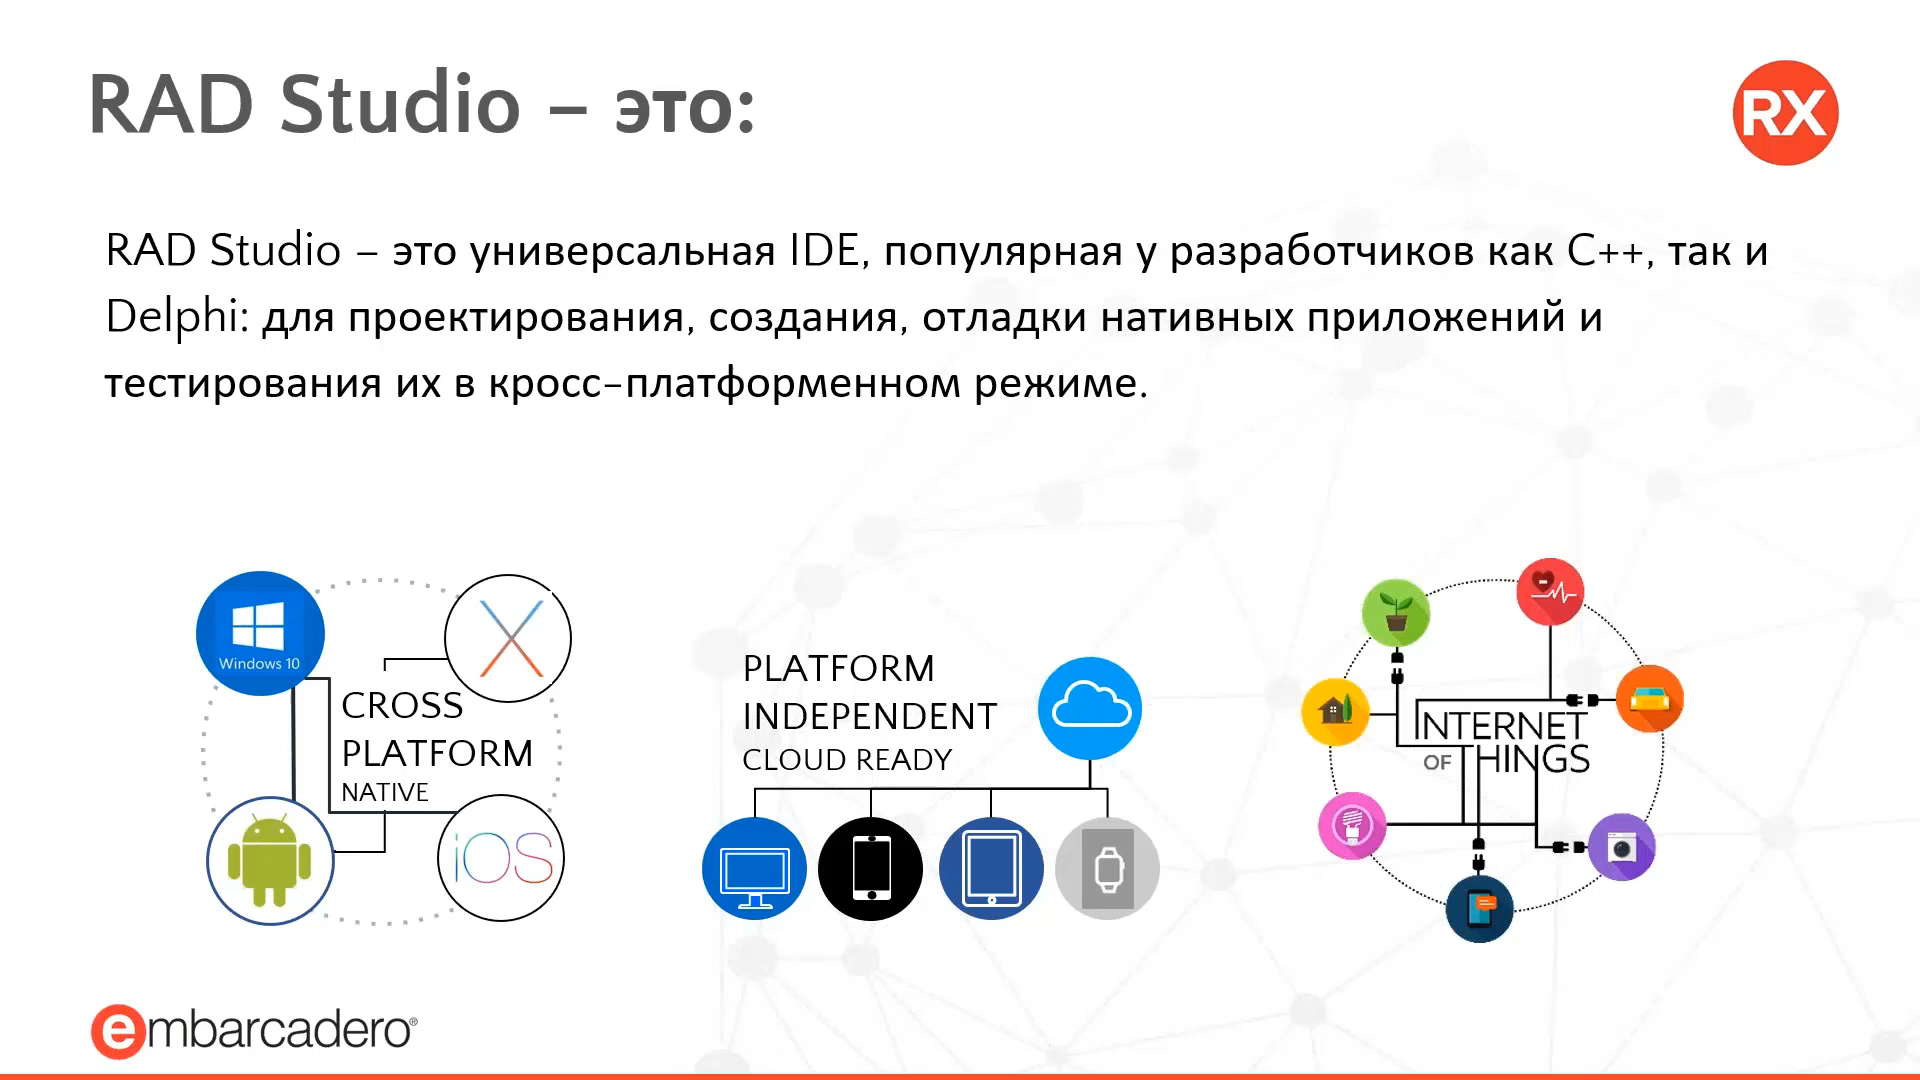 RAD Studio – это:
RX
RAD Studio – это универсальная IDE, популярная у разработчиков как C++, так и
Delphi: для проектирования, создания, отладки нативных приложений и
тестирования их в кросс-платформенном режиме.
Windows 10
CROSS
PLATFORM
NATIVE
iOS
PLATFORM
INDEPENDENT
CLOUD READY
INTERNET
OF THINGS
embarcadero®